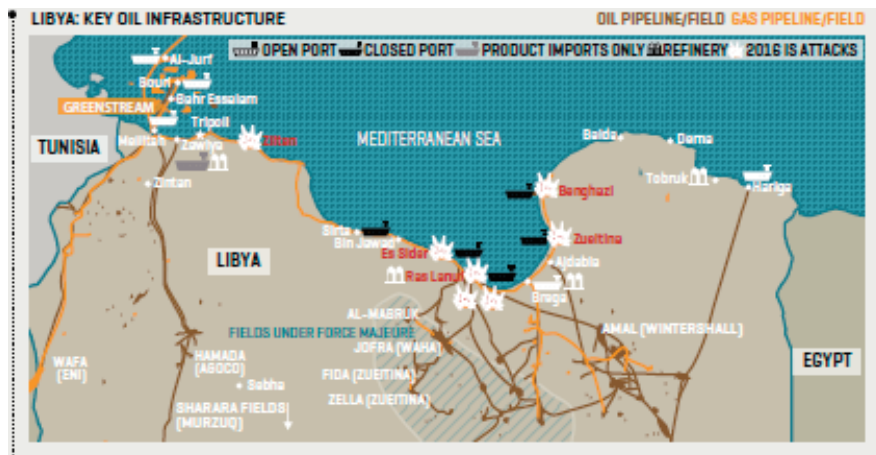 LIBYA: KEY OIL INFRASTRUCTURE
OIL PIPELINE/FIELD GAS PIPELINE/FIELD
OPEN PORT CLOSED PORT PRODUCT IMPORTS ONLY REFINERY 2016 IS ATTACKS
Al-Jurf
Bouri
Bahr Essalam
GREENSTREAM
Tripoli
Mellitah
Zawiya
Zliten
TUNISIA
MEDITERRANEAN SEA
Baida
Derna
Zintan
Tobruk
Hariga
Benghazi
Sirte
Bin Jawad
Zueitina
Es Sider
Ajdabia
LIBYA
Ras Lanuf
Brega
AL-MABRUK
FIELDS UNDER FORCE MAJEURE
AMAL (WINTERSHALL)
JOFRA (WAHA)
EGYPT
WAFA
(ENI)
HAMADA
(AGOCO)
FIDA (ZUEITINA)
Sebha
ZELLA (ZUEITINA)
SHARARA FIELDS
(MURZUQ)